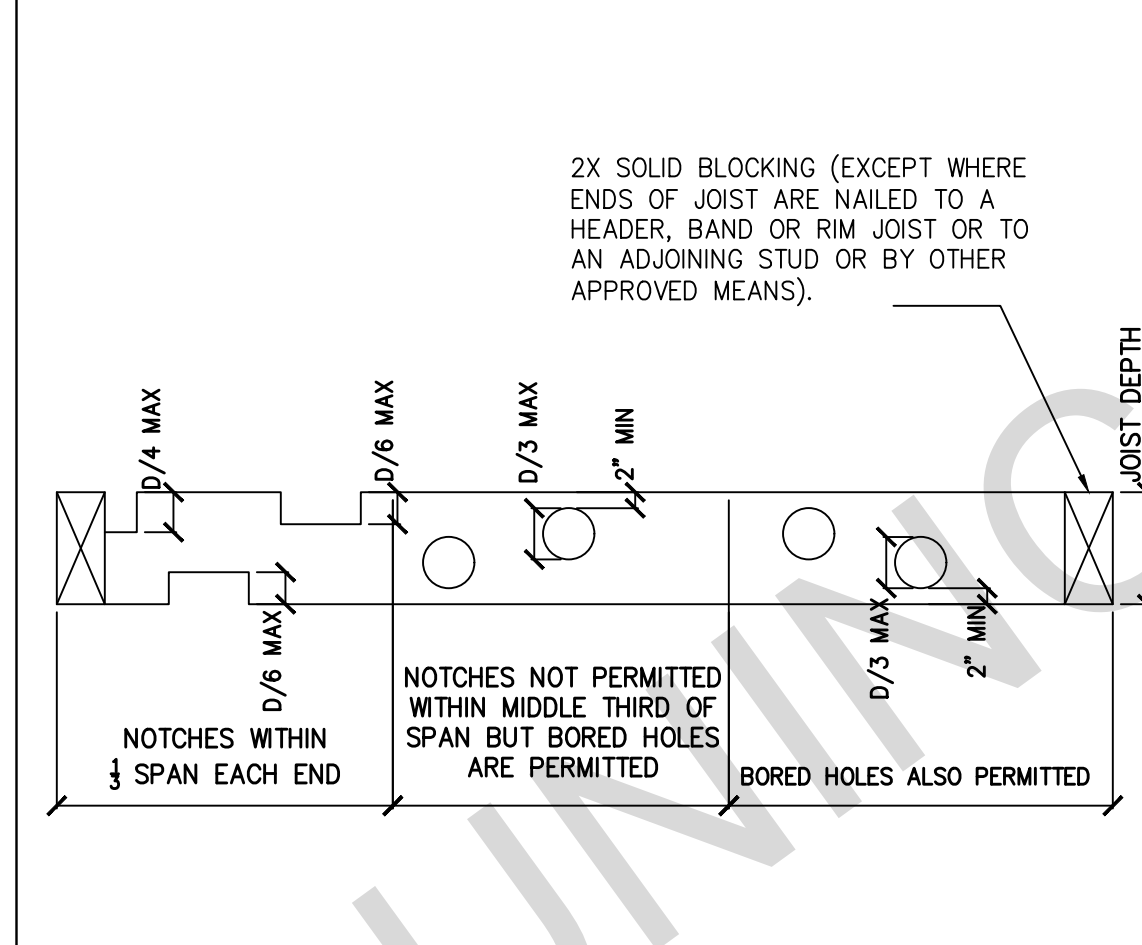 2X SOLID BLOCKING (EXCEPT WHERE
ENDS OF JOIST ARE NAILED TO A
HEADER, BAND OR RIM JOIST OR TO
AN ADJOINING STUD OR BY OTHER
APPROVED MEANS).
D/4 MAX
D/6 MAX
D/3 MAX
2" MIN
JOIST DEPTH
D/6 MAX
D/3 MAX
2" MIN
NOTCHES WITHIN
1/3 SPAN EACH END
NOTCHES NOT PERMITTED
WITHIN MIDDLE THIRD OF
SPAN BUT BORED HOLES
ARE PERMITTED
BORED HOLES ALSO PERMITTED